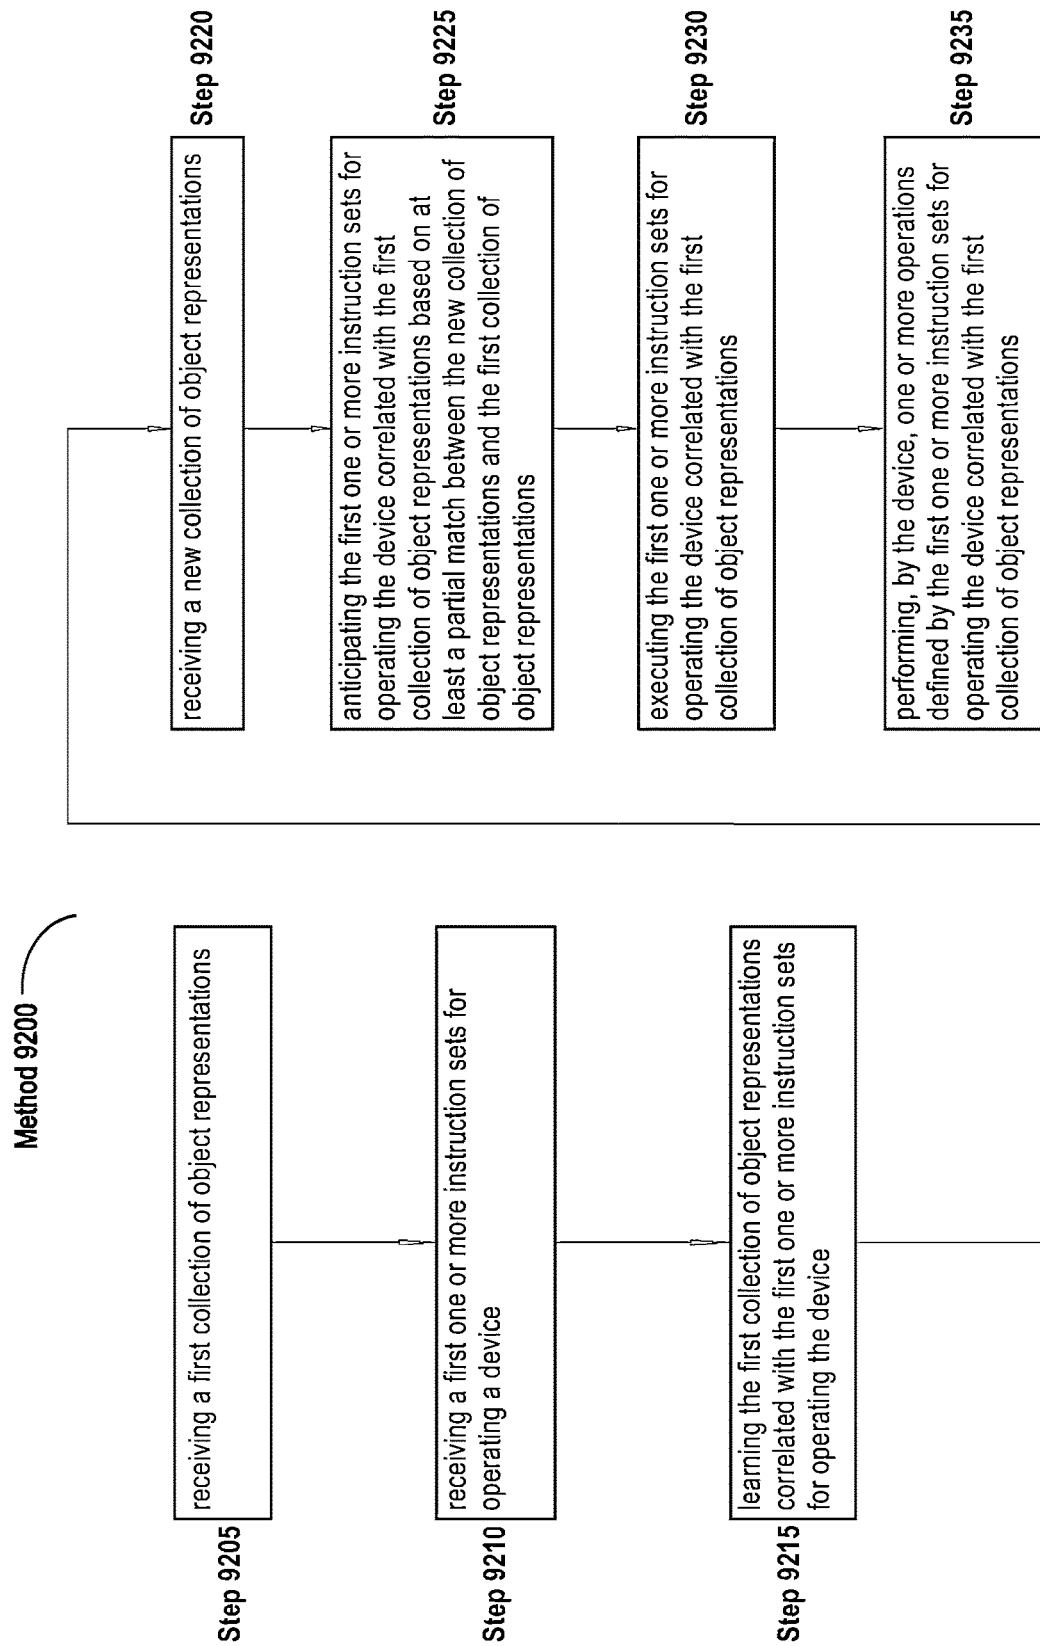 Method 9200
Step 9205
receiving a first collection of object representations
Step 9210
receiving a first one or more instruction sets for
operating a device
Step 9215
learning the first collection of object representations
correlated with the first one or more instruction sets
for operating the device
receiving a new collection of object representations
Step 9220
anticipating the first one or more instruction sets for
operating the device correlated with the first
collection of object representations based on at
least a partial match between the new collection of
object representations and the first collection of
object representations
Step 9225
executing the first one or more instruction sets for
operating the device correlated with the first
collection of object representations
Step 9230
performing, by the device, one or more operations
defined by the first one or more instruction sets for
operating the device correlated with the first
collection of object representations
Step 9235